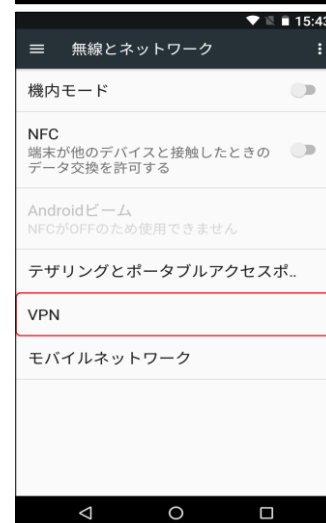 15:43
無線とネットワーク
機内モード
NFC
端末が他のデバイスと接触したときの
データ交換を許可する
Androidビーム
NFCがOFFのため使用できません
テザリングとポータブルアクセスポ..
VPN
モバイルネットワーク